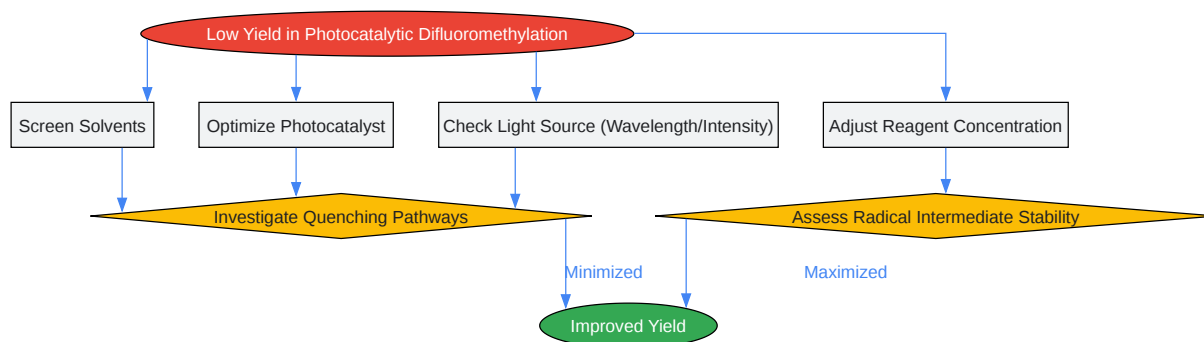 Low Yield in Photocatalytic Difluoromethylation
Screen Solvents
Optimize Photocatalyst
Check Light Source (Wavelength/Intensity)
Adjust Reagent Concentration
Investigate Quenching Pathways
Assess Radical Intermediate Stability
Minimized
Maximized
Improved Yield